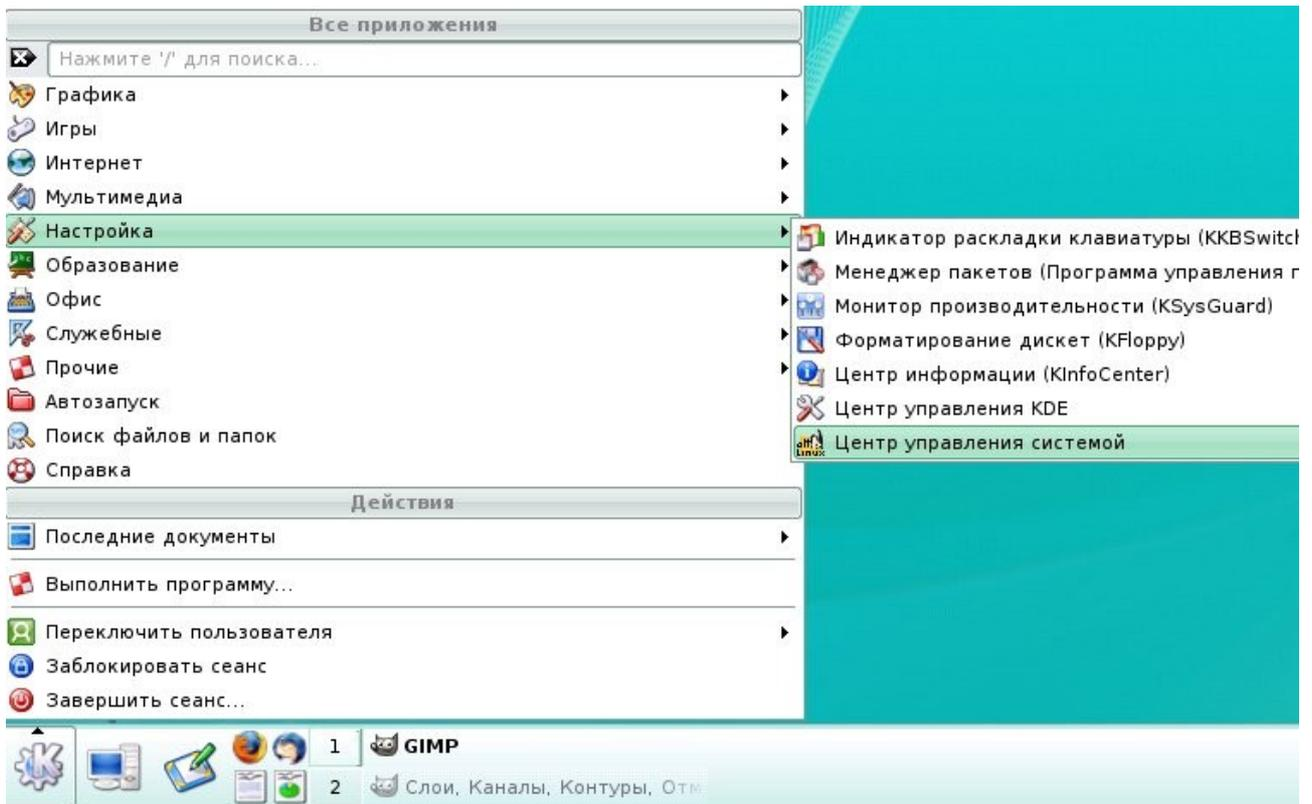 Все приложения
Нажмите '/' для поиска...
Графика
Игры
Интернет
Мультимедиа
Настройка
Образование
Офис
Служебные
Прочие
Автозапуск
Поиск файлов и папок
Справка
Индикатор раскладки клавиатуры (KKBSwitch
Менеджер пакетов (Программа управления п
Монитор производительности (KSysGuard)
Форматирование дискет (KFloppy)
Центр информации (KInfoCenter)
Центр управления KDE
Центр управления системой
Действия
Последние документы
Выполнить программу...
Переключить пользователя
Заблокировать сеанс
Завершить сеанс...
1 GIMP
2 Слои, Каналы, Контуры, Отм